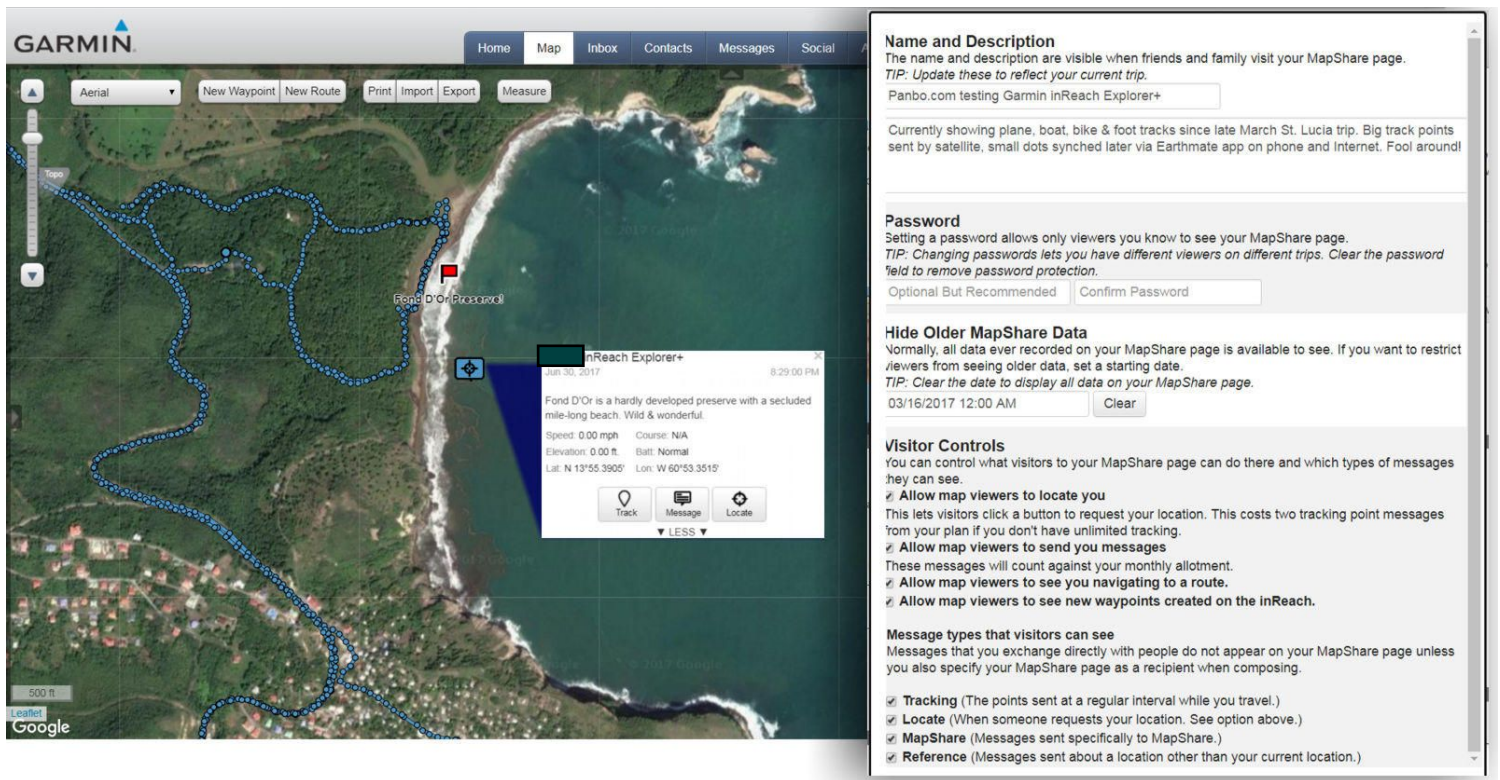 GARMIN
Home Map Inbox Contacts Messages Social A
Aerial
New Waypoint New Route Print Import Export Measure
Topo
© 2017 Google
Fond D'Or Preserve!
inReach Explorer+
Jun 30, 2017 8:29:00 PM
Fond D'Or is a hardly developed preserve with a secluded
mile-long beach. Wild & wonderful.
Speed: 0.00 mph Course: N/A
Elevation: 0.00 ft. Batt: Normal
Lat: N 13°55.3905' Lon: W 60°53.3515'
Track Message Locate
▼ LESS ▼
2017 Google
Google © 2017 Google
500 ft
Leaflet
Google
Name and Description
The name and description are visible when friends and family visit your MapShare page.
TIP: Update these to reflect your current trip.
Panbo.com testing Garmin inReach Explorer+
Currently showing plane, boat, bike & foot tracks since late March St. Lucia trip. Big track points
sent by satellite, small dots synched later via Earthmate app on phone and Internet. Fool around!
Password
Setting a password allows only viewers you know to see your MapShare page.
TIP: Changing passwords lets you have different viewers on different trips. Clear the password
field to remove password protection.
Optional But Recommended Confirm Password
Hide Older MapShare Data
Normally, all data ever recorded on your MapShare page is available to see. If you want to restrict
viewers from seeing older data, set a starting date.
TIP: Clear the date to display all data on your MapShare page.
03/16/2017 12:00 AM Clear
Visitor Controls
You can control what visitors to your MapShare page can do there and which types of messages
they can see.
Allow map viewers to locate you
This lets visitors click a button to request your location. This costs two tracking point messages
from your plan if you don't have unlimited tracking.
Allow map viewers to send you messages
These messages will count against your monthly allotment.
Allow map viewers to see you navigating to a route.
Allow map viewers to see new waypoints created on the inReach.
Message types that visitors can see
Messages that you exchange directly with people do not appear on your MapShare page unless
you also specify your MapShare page as a recipient when composing.
Tracking (The points sent at a regular interval while you travel.)
Locate (When someone requests your location. See option above.)
MapShare (Messages sent specifically to MapShare.)
Reference (Messages sent about a location other than your current location.)